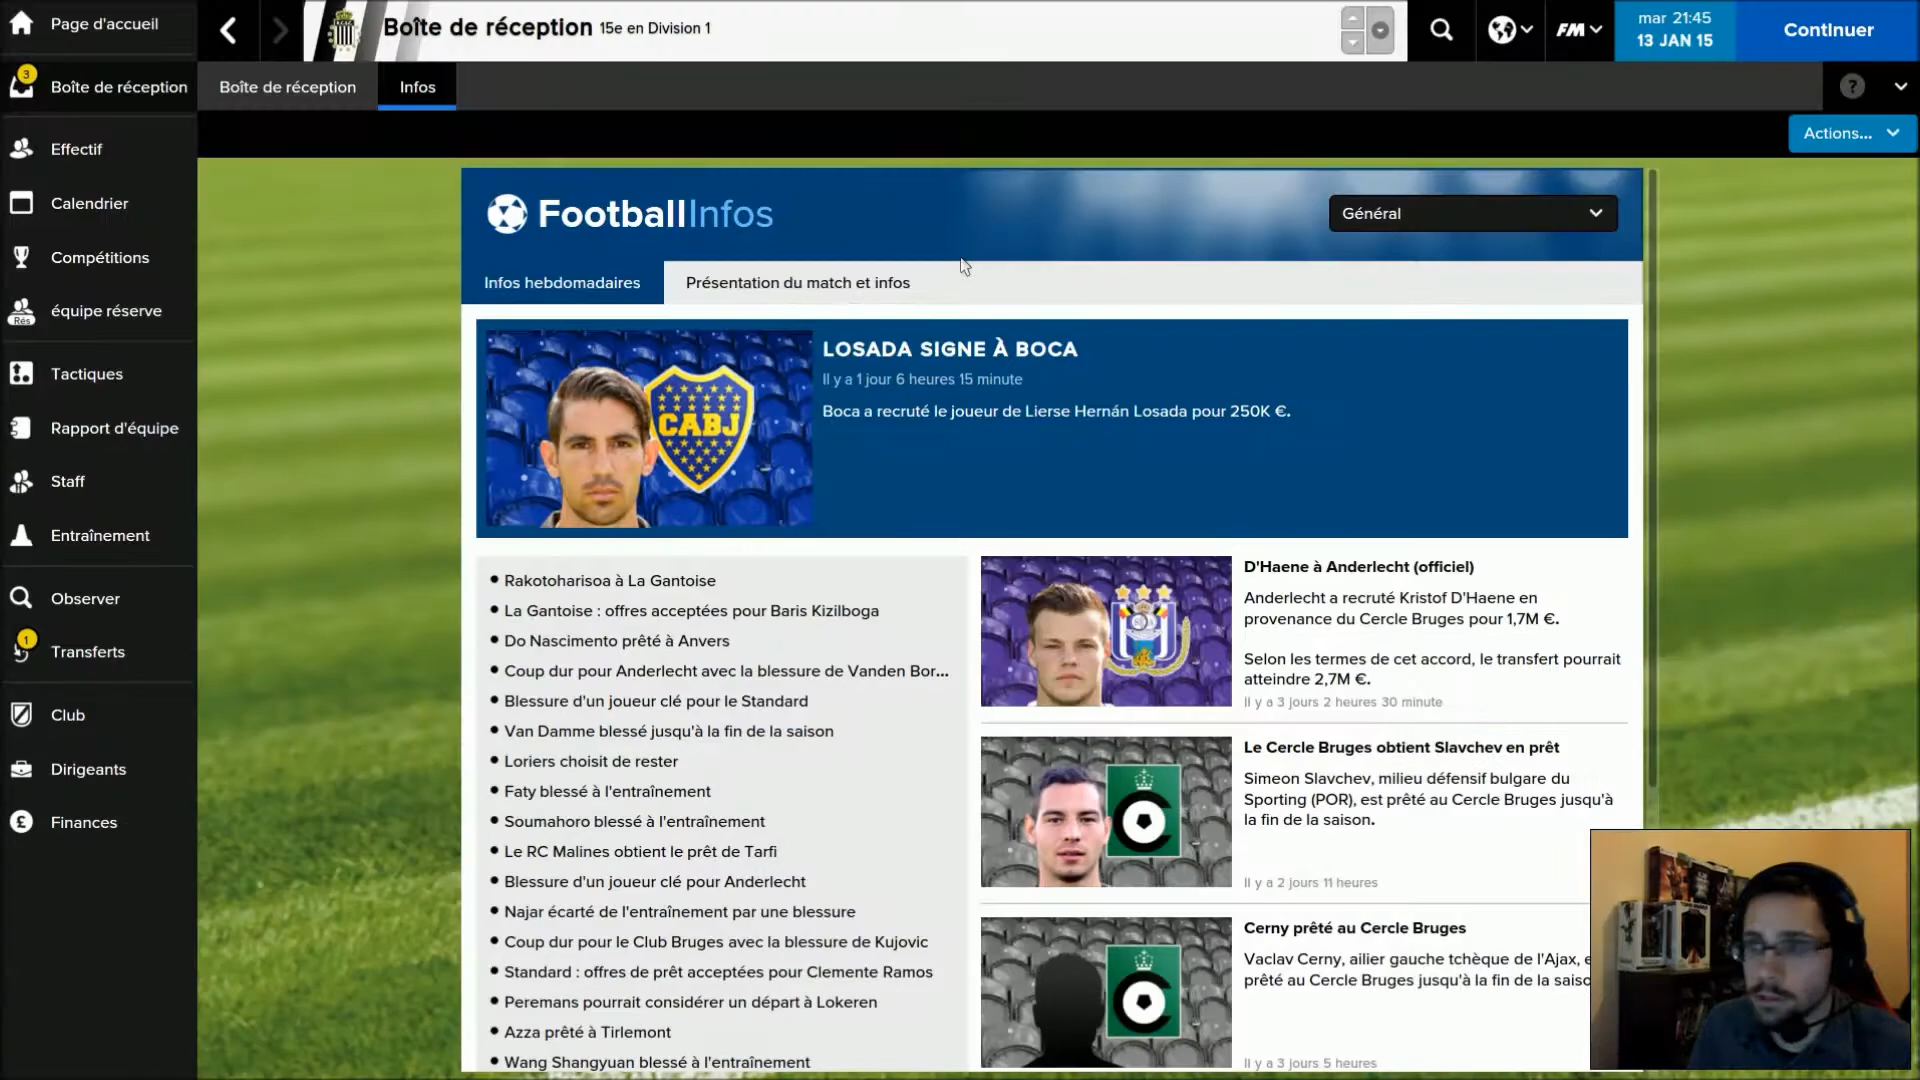 Page d'accueil
Boîte de réception 15e en Division 1
FM
mar 21:45
13 JAN 15
Continuer
3
Boîte de réception
Boîte de réception
Infos
?
Actions...
Effectif
Calendrier
Compétitions
Rés
équipe réserve
Tactiques
Rapport d'équipe
Staff
Entraînement
Observer
1
Transferts
Club
Dirigeants
£
Finances
FootballInfos
Général
Infos hebdomadaires
Présentation du match et infos
CABJ
LOSADA SIGNE À BOCA
Il y a 1 jour 6 heures 15 minute
Boca a recruté le joueur de Lierse Hernán Losada pour 250K €.
• Rakotoharisoa à La Gantoise
• La Gantoise : offres acceptées pour Baris Kizilboga
• Do Nascimento prêté à Anvers
• Coup dur pour Anderlecht avec la blessure de Vanden Bor...
• Blessure d'un joueur clé pour le Standard
• Van Damme blessé jusqu'à la fin de la saison
• Loriers choisit de rester
• Faty blessé à l'entraînement
• Soumahoro blessé à l'entraînement
• Le RC Malines obtient le prêt de Tarfi
• Blessure d'un joueur clé pour Anderlecht
• Najar écarté de l'entraînement par une blessure
• Coup dur pour le Club Bruges avec la blessure de Kujovic
• Standard : offres de prêt acceptées pour Clemente Ramos
• Peremans pourrait considérer un départ à Lokeren
• Azza prêté à Tirlemont
• Wang Shangyuan blessé à l'entraînement
D'Haene à Anderlecht (officiel)
Anderlecht a recruté Kristof D'Haene en
provenance du Cercle Bruges pour 1,7M €.
Selon les termes de cet accord, le transfert pourrait
atteindre 2,7M €.
Il y a 3 jours 2 heures 30 minute
Le Cercle Bruges obtient Slavchev en prêt
Simeon Slavchev, milieu défensif bulgare du
Sporting (POR), est prêté au Cercle Bruges jusqu'à
la fin de la saison.
Il y a 2 jours 11 heures
Cerny prêté au Cercle Bruges
Vaclav Cerny, ailier gauche tchèque de l'Ajax, e
prêté au Cercle Bruges jusqu'à la fin de la saiso
Il y a 3 jours 5 heures